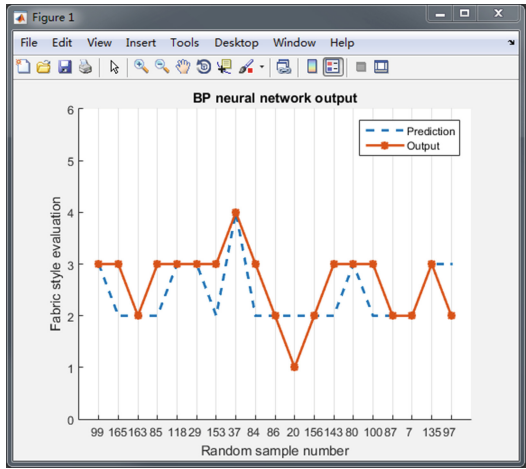 Figure 1
File Edit View Insert Tools Desktop Window Help
BP neural network output
Prediction
Output
6
5
4
3
2
1
0
Fabric style evaluation
99 165 163 85 118 29 153 37 84 86 20 156 143 80 100 87 7 135 97
Random sample number